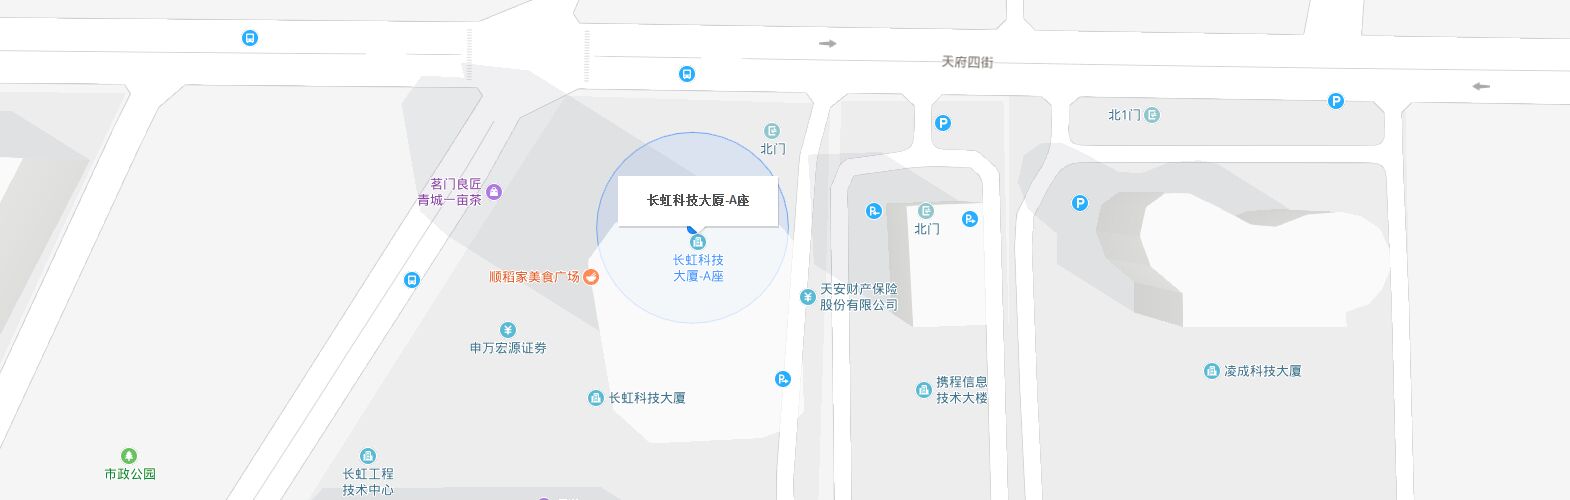 天府四街
P
北1门
P
北门
茗门良匠
青城一亩茶
长虹科技大厦-A座
P
北门
长虹科技
大厦-A座
顺稻家美食广场
天安财产保险
股份有限公司
申万宏源证券
凌成科技大厦
携程信息
技术大楼
长虹科技大厦
市政公园
长虹工程
技术中心